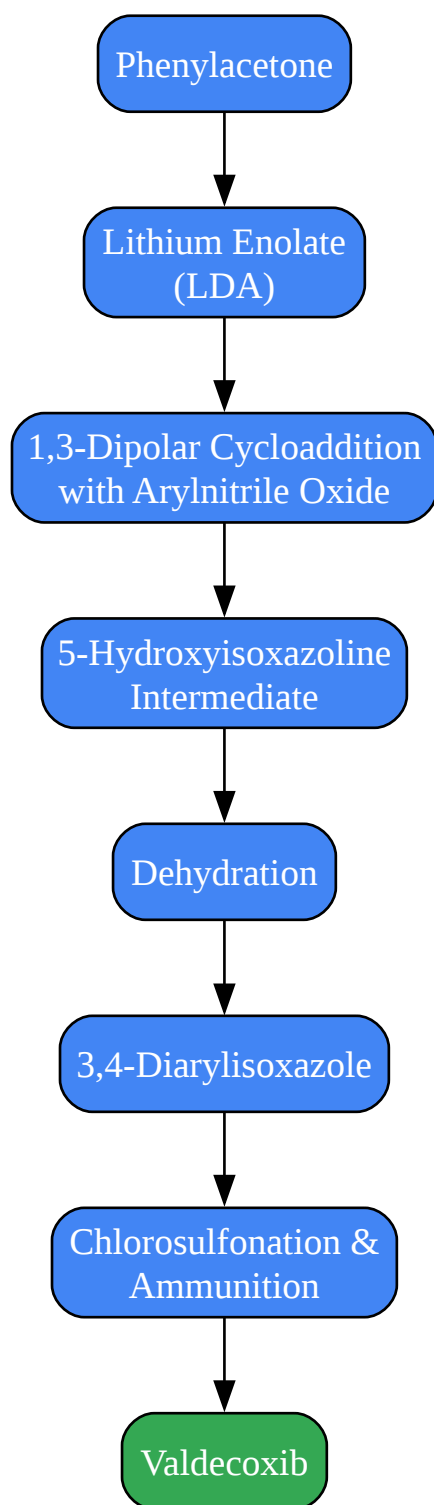 Phenylacetone
Lithium Enolate
(LDA)
1,3-Dipolar Cycloaddition
with Arylnitrile Oxide
5-Hydroxyisoxazoline
Intermediate
Dehydration
3,4-Diarylisoxazole
Chlorosulfonation &
Ammunition
Valdecoxib